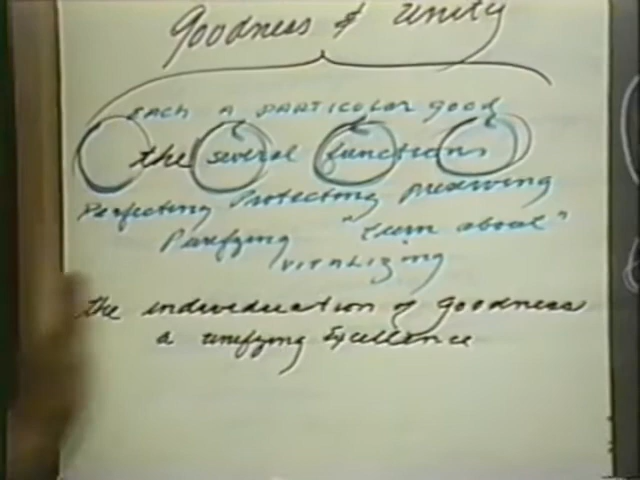 Goodness & Unity
Each a particular good
the several functions
Perfecting Protecting preserving
Purifying "turn about"
vitalizing
the individuation of Goodness
a unifying Excellence